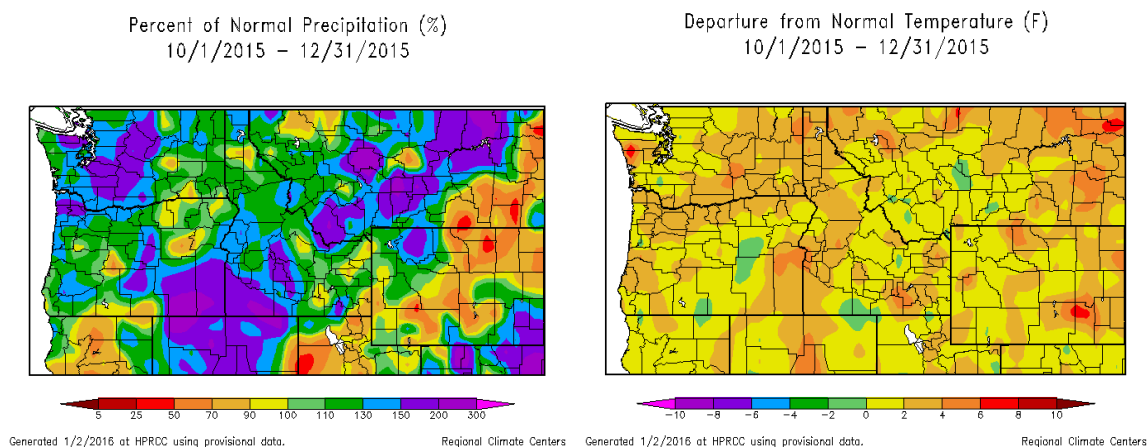 Percent of Normal Precipitation (%)
10/1/2015 – 12/31/2015
5 25 50 70 90 100 110 130 150 200 300
Generated 1/2/2016 at HPRCC using provisional data. Regional Climate Centers
Departure from Normal Temperature (F)
10/1/2015 – 12/31/2015
-10 -8 -6 -4 -2 0 2 4 6 8 10
Generated 1/2/2016 at HPRCC using provisional data. Regional Climate Centers